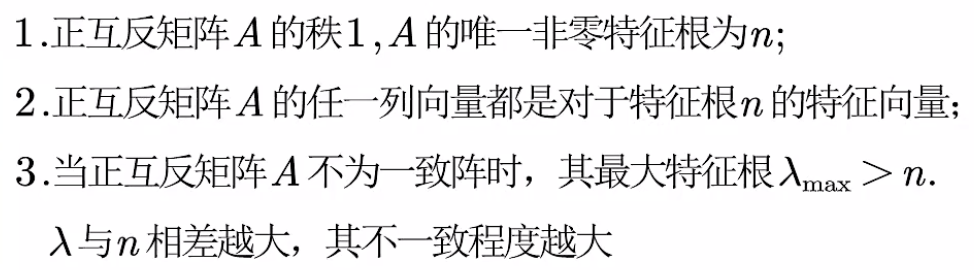 1.正互反矩阵A的秩1,A的唯一非零特征根为n;
2.正互反矩阵A的任一列向量都是对于特征根n的特征向量;
3.当正互反矩阵A不为一致阵时，其最大特征根λmax > n.
λ与n相差越大，其不一致程度越大